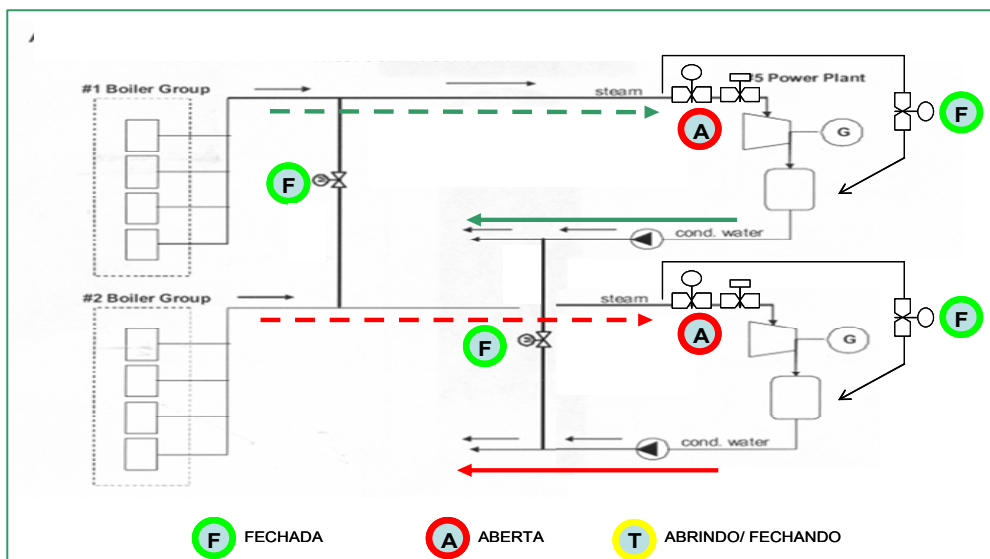 #1 Boiler Group
steam
#5 Power Plant
A
G
F
F
cond. water
#2 Boiler Group
steam
A
G
F
F
cond. water
F FECHADA
A ABERTA
T ABRINDO/ FECHANDO